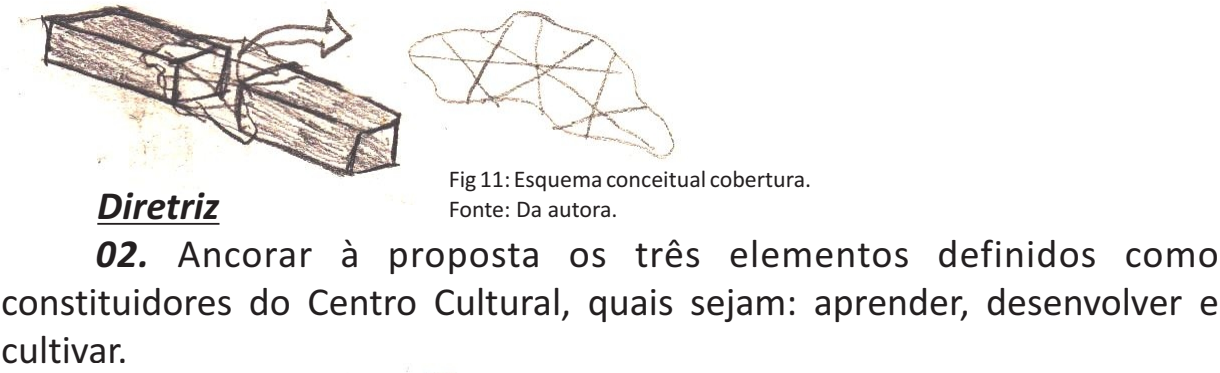 Fig 11: Esquema conceitual cobertura.
Fonte: Da autora.
Diretriz
02. Ancorar à proposta os três elementos definidos como
constituidores do Centro Cultural, quais sejam: aprender, desenvolver e
cultivar.